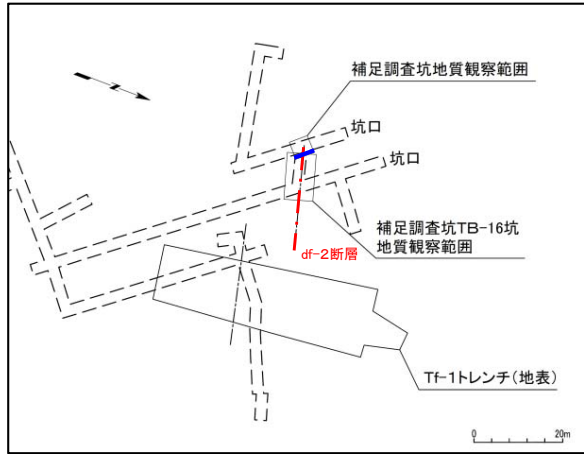 補足調査坑地質観察範囲
坑口
坑口
補足調査坑TB-16坑
地質観察範囲
df-2断層
Tf-1トレンチ(地表)
0 20m